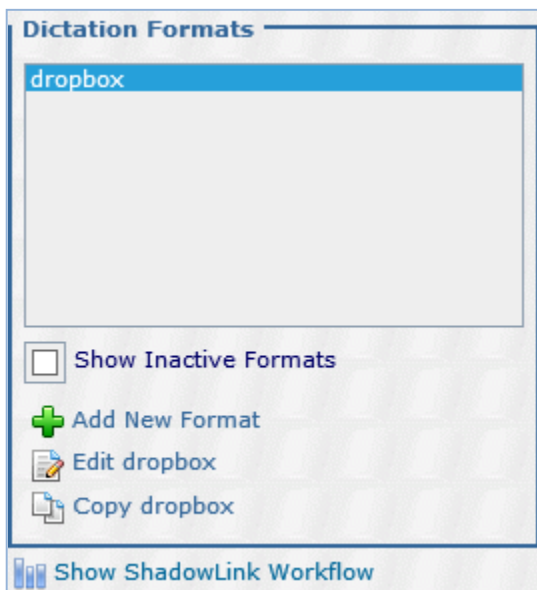 Dictation Formats
dropbox
Show Inactive Formats
Add New Format
Edit dropbox
Copy dropbox
Show ShadowLink Workflow